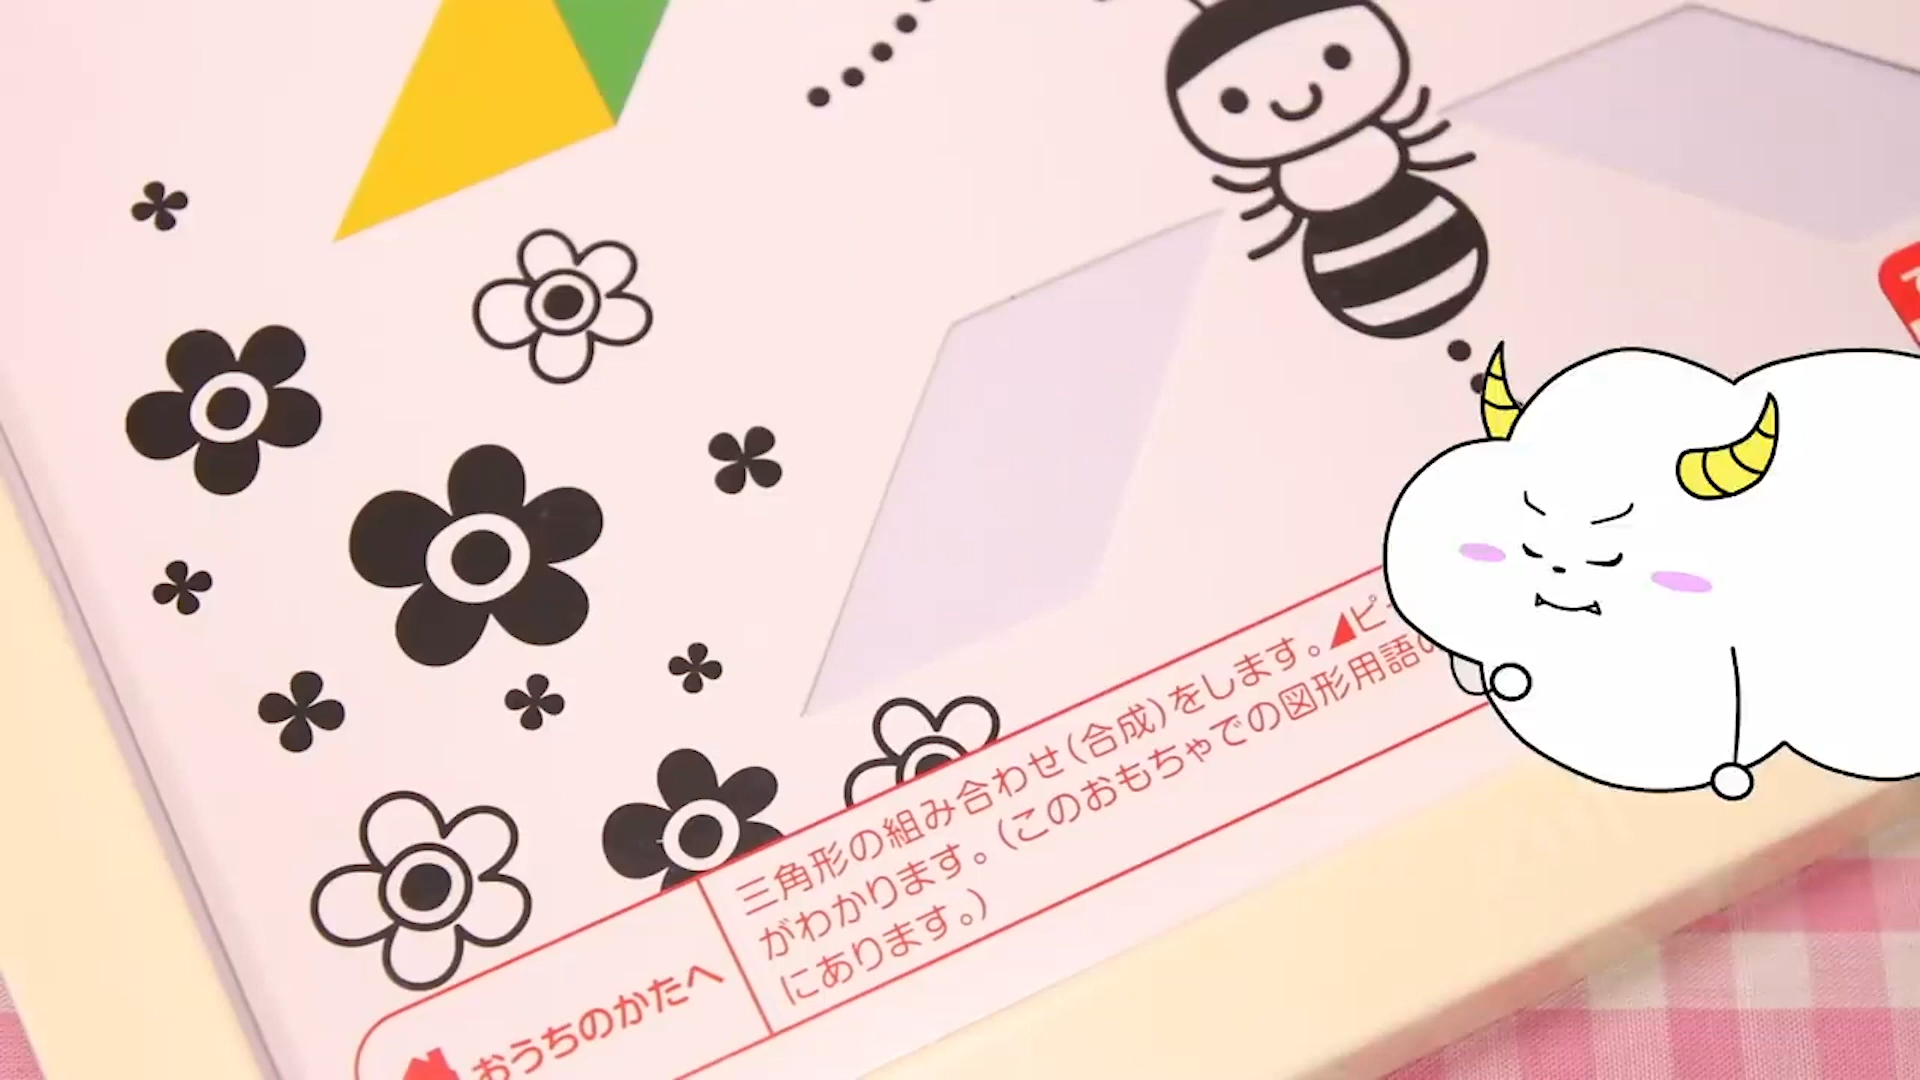 おうちのかたへ
三角形の組み合わせ(合成)をします。◢ピ
がわかります。(このおもちゃでの図形用語の
にあります。)